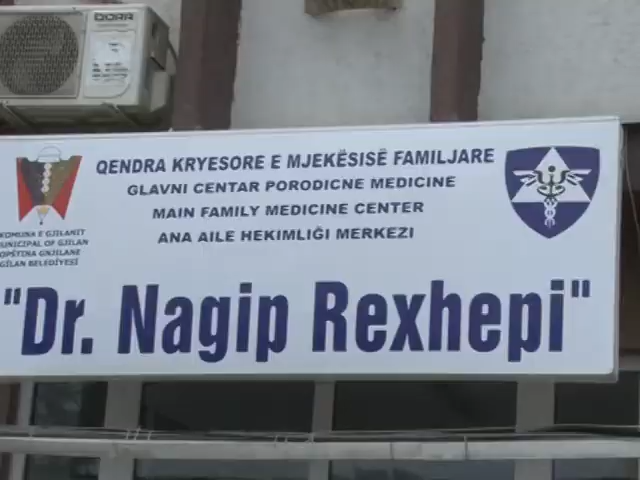 QENDRA KRYESORE E MJEKËSISË FAMILJARE
GLAVNI CENTAR PORODICNE MEDICINE
MAIN FAMILY MEDICINE CENTER
ANA AILE HEKIMLIĞI MERKEZI
KOMUNA E GJILANIT
MUNICIPAL OF GJILAN
OPŠTINA GNJILANE
GİLAN BELEDİYESİ
"Dr. Nagip Rexhepi"